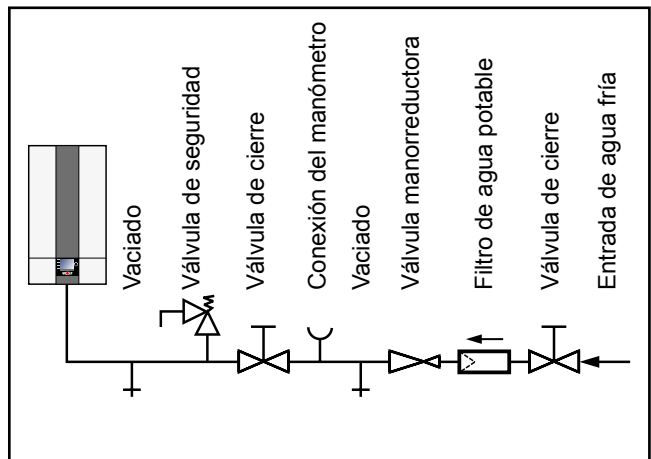 Vaciado
Válvula de seguridad
Válvula de cierre
Conexión del manómetro
Vaciado
Válvula manorreductora
Filtro de agua potable
Válvula de cierre
Entrada de agua fría